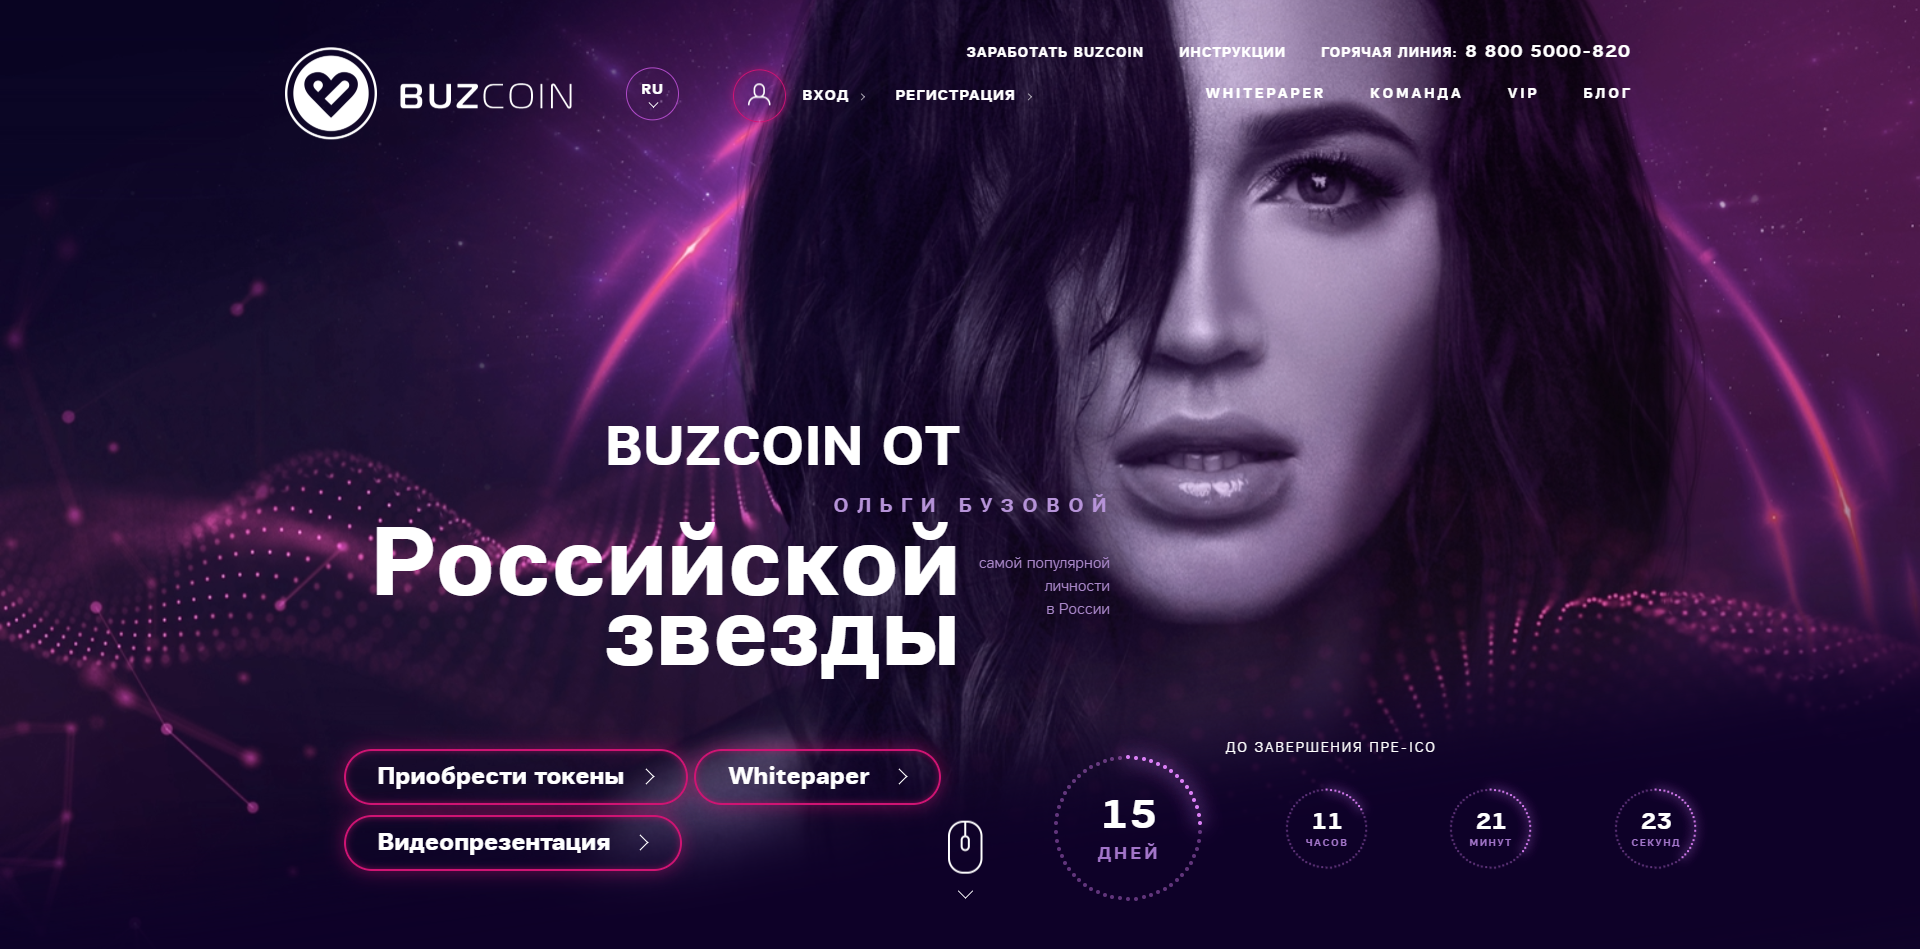 ЗАРАБОТАТЬ BUZCOIN ИНСТРУКЦИИ ГОРЯЧАЯ ЛИНИЯ: 8 800 5000-820
BUZCOIN RU ВХОД РЕГИСТРАЦИЯ WHITEPAPER КОМАНДА VIP БЛОГ
BUZCOIN ОТ
ОЛЬГИ БУЗОВОЙ
Российской
звезды
самой популярной
личности
в России
ДО ЗАВЕРШЕНИЯ ПРЕ-ICO
Приобрести токены Whitepaper
Видеопрезентация
15 11 21 23
ДНЕЙ ЧАСОВ МИНУТ СЕКУНД